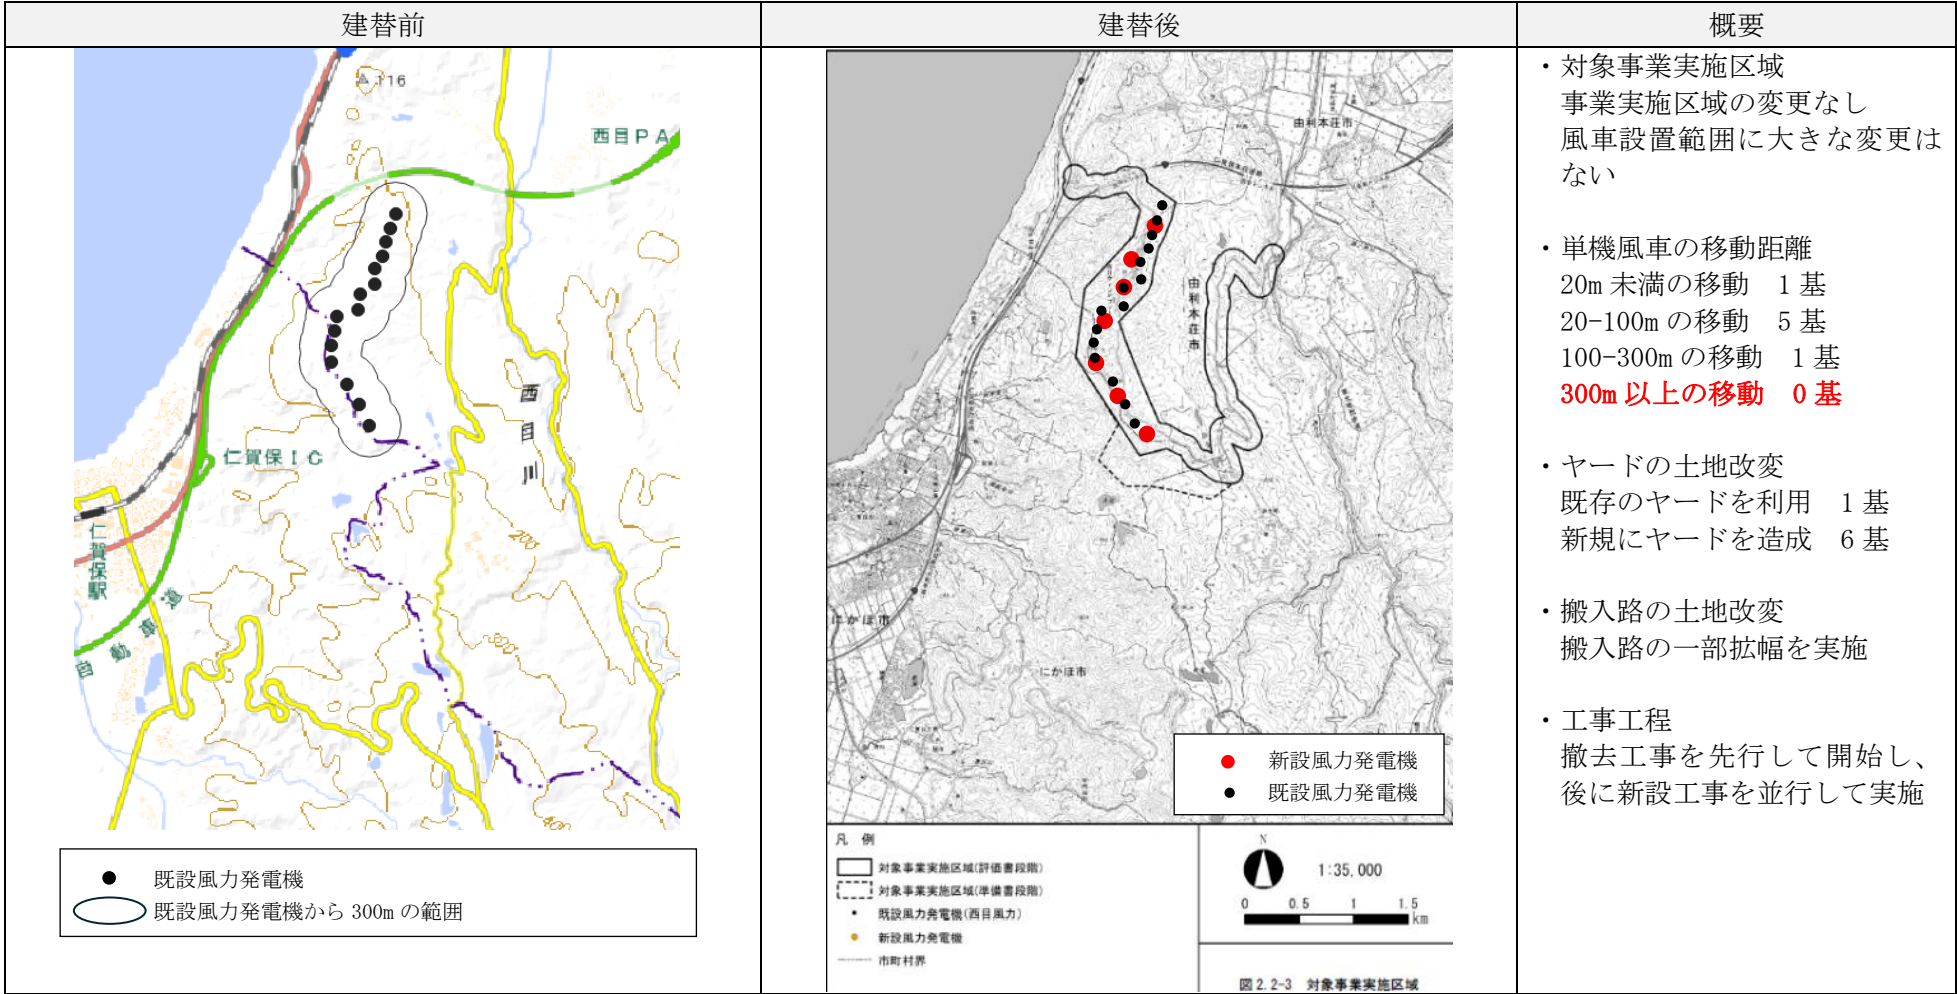 建替前
建替後
概要
116
西目PA
西目川
仁賀保IC
200
仁賀保駅
自動車道
既設風力発電機
既設風力発電機から 300m の範囲
由利本荘市
由利本荘市
にかほ市
にかほ市
新設風力発電機
既設風力発電機
凡 例
対象事業実施区域(評価書段階)
対象事業実施区域(準備書段階)
既設風力発電機(西目風力)
新設風力発電機
市町村界
N
1:35,000
0 0.5 1 1.5
km
図 2.2-3 対象事業実施区域
・対象事業実施区域
事業実施区域の変更なし
風車設置範囲に大きな変更は
ない
・単機風車の移動距離
20m 未満の移動 1 基
20-100m の移動 5 基
100-300m の移動 1 基
300m 以上の移動 0 基
・ヤードの土地改変
既存のヤードを利用 1 基
新規にヤードを造成 6 基
・搬入路の土地改変
搬入路の一部拡幅を実施
・工事工程
撤去工事を先行して開始し、
後に新設工事を並行して実施